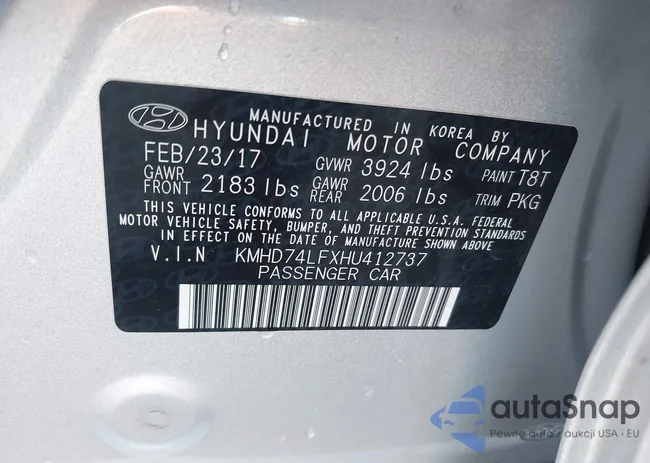 MANUFACTURED IN KOREA BY
HYUNDAI MOTOR COMPANY
FEB/23/17 GVWR 3924 lbs PAINT T8T
GAWR FRONT 2183 lbs GAWR REAR 2006 lbs TRIM PKG
THIS VEHICLE CONFORMS TO ALL APPLICABLE U.S.A. FEDERAL
MOTOR VEHICLE SAFETY, BUMPER, AND THEFT PREVENTION STANDARDS
IN EFFECT ON THE DATE OF MANUFACTURE SHOWN ABOVE
V.I.N KMHD74LFXHU412737
PASSENGER CAR
autaSnap
Pewne auta z aukcji USA i EU